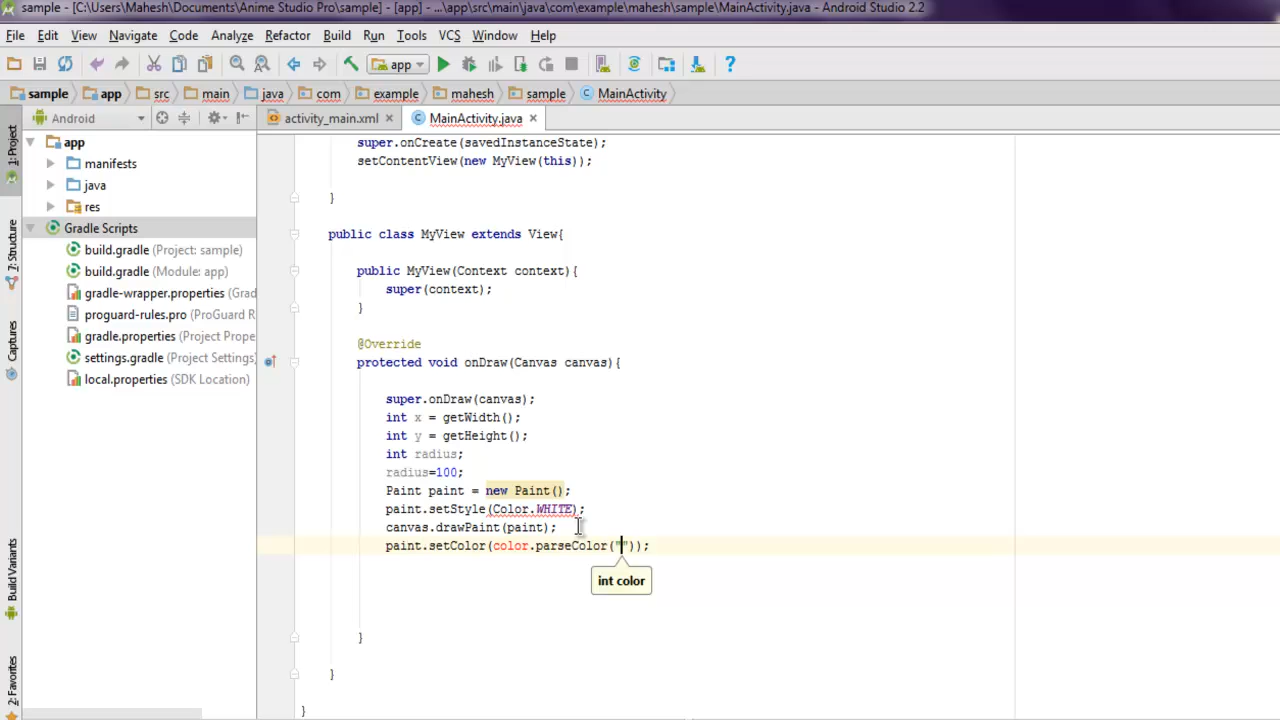 sample - [C:\Users\Mahesh\Documents\Anime Studio Pro\sample] - [app] - ...\app\src\main\java\com\example\mahesh\sample\MainActivity.java - Android Studio 2.2
File Edit View Navigate Code Analyze Refactor Build Run Tools VCS Window Help
app
sample app src main java com example mahesh sample MainActivity
Android activity_main.xml MainActivity.java
1: Project
7: Structure
Captures
Build Variants
2: Favorites
app
manifests
java
res
Gradle Scripts
build.gradle (Project: sample)
build.gradle (Module: app)
gradle-wrapper.properties (Grad
proguard-rules.pro (ProGuard R
gradle.properties (Project Prope
settings.gradle (Project Settings)
local.properties (SDK Location)
super.onCreate(savedInstanceState);
setContentView(new MyView(this));
}
public class MyView extends View{
public MyView(Context context){
super(context);
}
@Override
protected void onDraw(Canvas canvas){
super.onDraw(canvas);
int x = getWidth();
int y = getHeight();
int radius;
radius=100;
Paint paint = new Paint();
paint.setStyle(Color.WHITE);
canvas.drawPaint(paint);
paint.setColor(color.parseColor(""));
int color
}
}
}